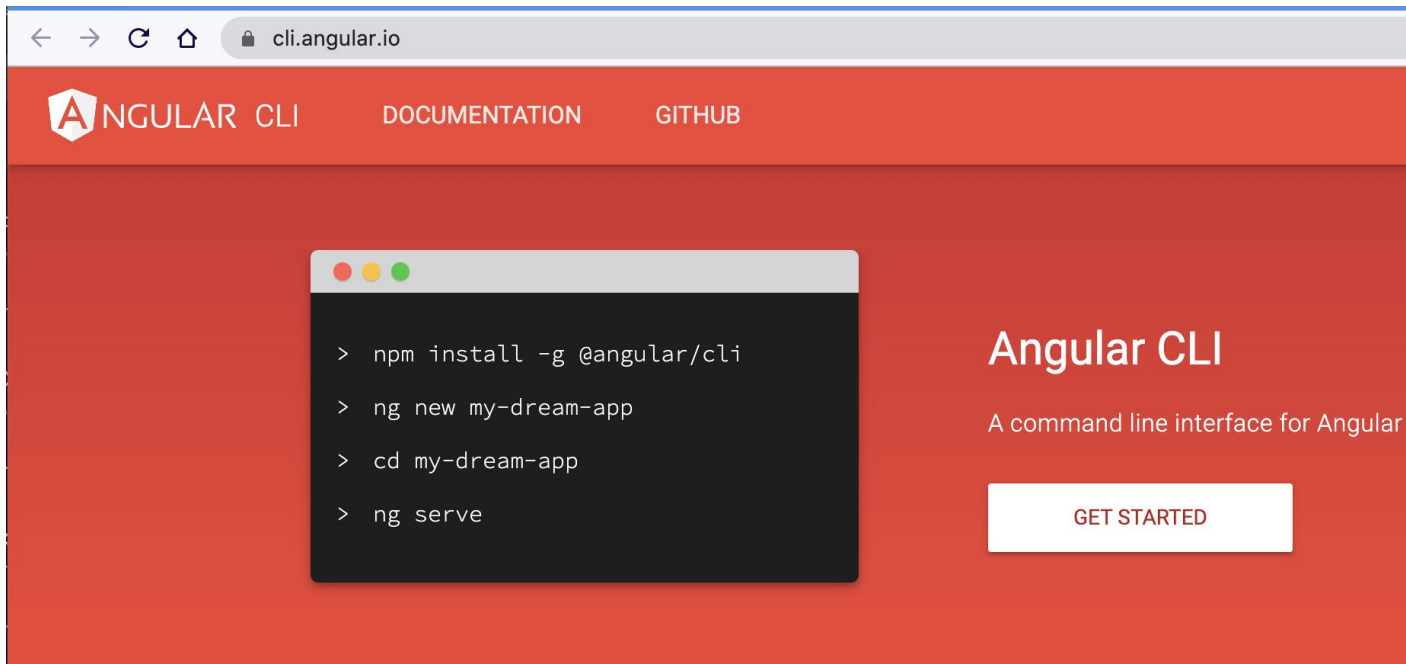 cli.angular.io
ANGULAR CLI DOCUMENTATION GITHUB
> npm install -g @angular/cli
> ng new my-dream-app
> cd my-dream-app
> ng serve
Angular CLI
A command line interface for Angular
GET STARTED